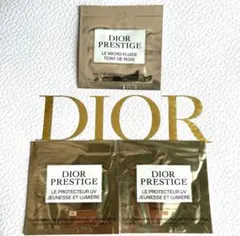 DIOR
PRESTIGE
LE MICRO-FLUIDE
TEINT DE ROSE
DIOR
DIOR
PRESTIGE
LE PROTECTEUR UV
JEUNESSE ET LUMIÈRE
DIOR
PRESTIGE
LE PROTECTEUR UV
JEUNESSE ET LUMIÈRE